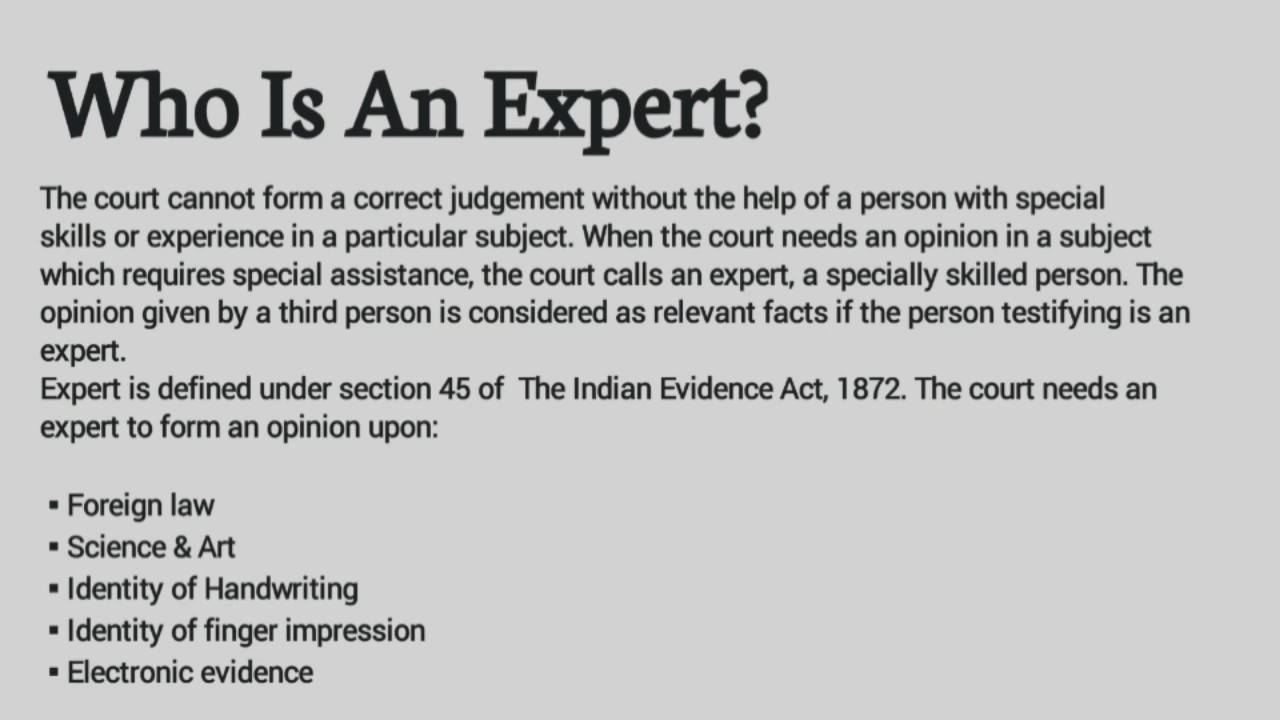 Who Is An Expert?
The court cannot form a correct judgement without the help of a person with special
skills or experience in a particular subject. When the court needs an opinion in a subject
which requires special assistance, the court calls an expert, a specially skilled person. The
opinion given by a third person is considered as relevant facts if the person testifying is an
expert.
Expert is defined under section 45 of  The Indian Evidence Act, 1872. The court needs an
expert to form an opinion upon:
▪ Foreign law
▪ Science & Art
▪ Identity of Handwriting
▪ Identity of finger impression
▪ Electronic evidence